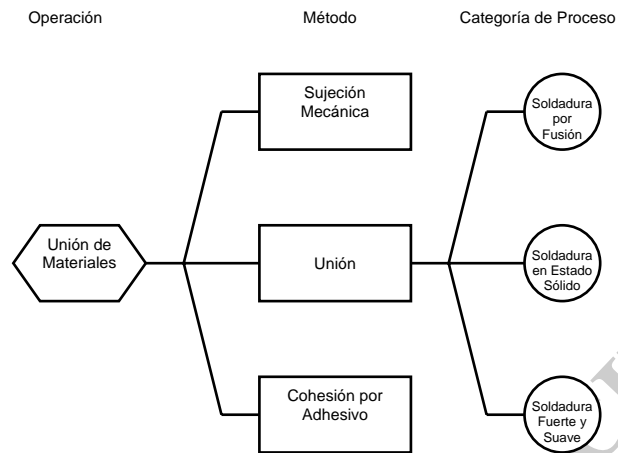 Operación
Método
Categoría de Proceso
Sujeción
Mecánica
Soldadura
por
Fusión
Unión de
Materiales
Unión
Soldadura
en Estado
Sólido
Cohesión por
Adhesivo
Soldadura
Fuerte y
Suave